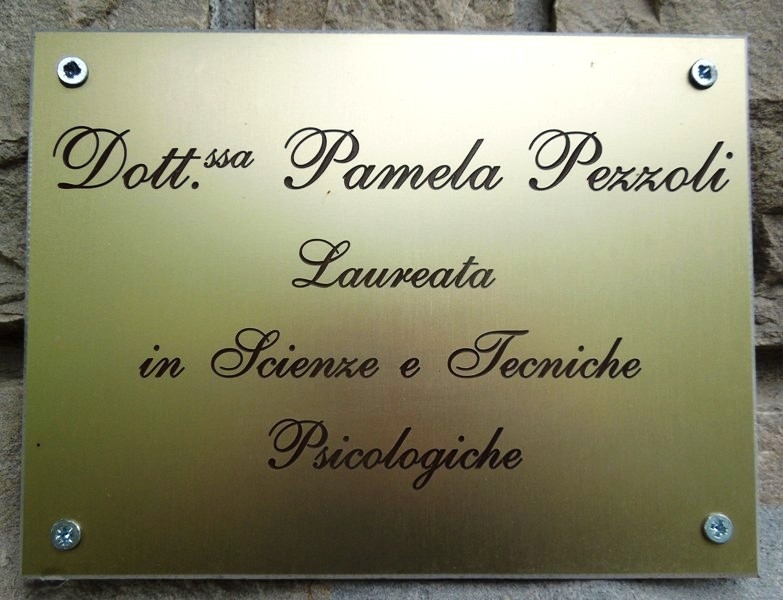 Dott.ssa Pamela Pezzoli
Laureata
in Scienze e Tecniche
Psicologiche